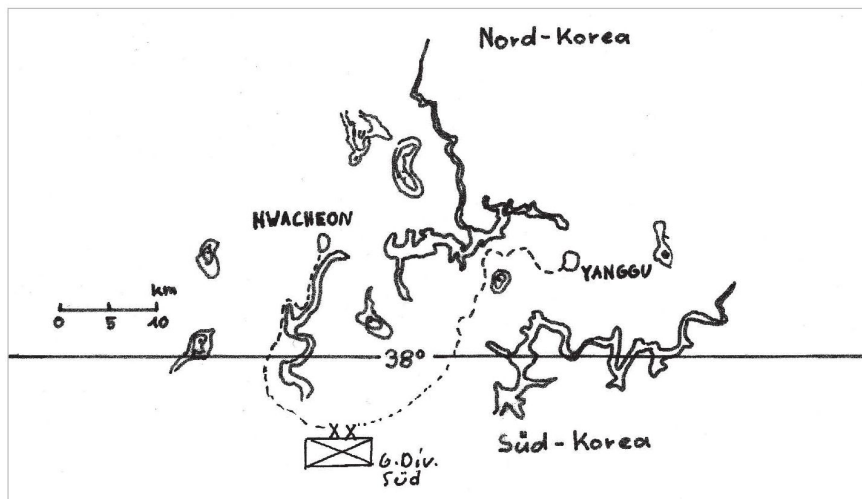 Nord-Korea
HWACHEON
YANGGU
km
0 5 10
38°
Süd-Korea
XX
6.Div.
Süd